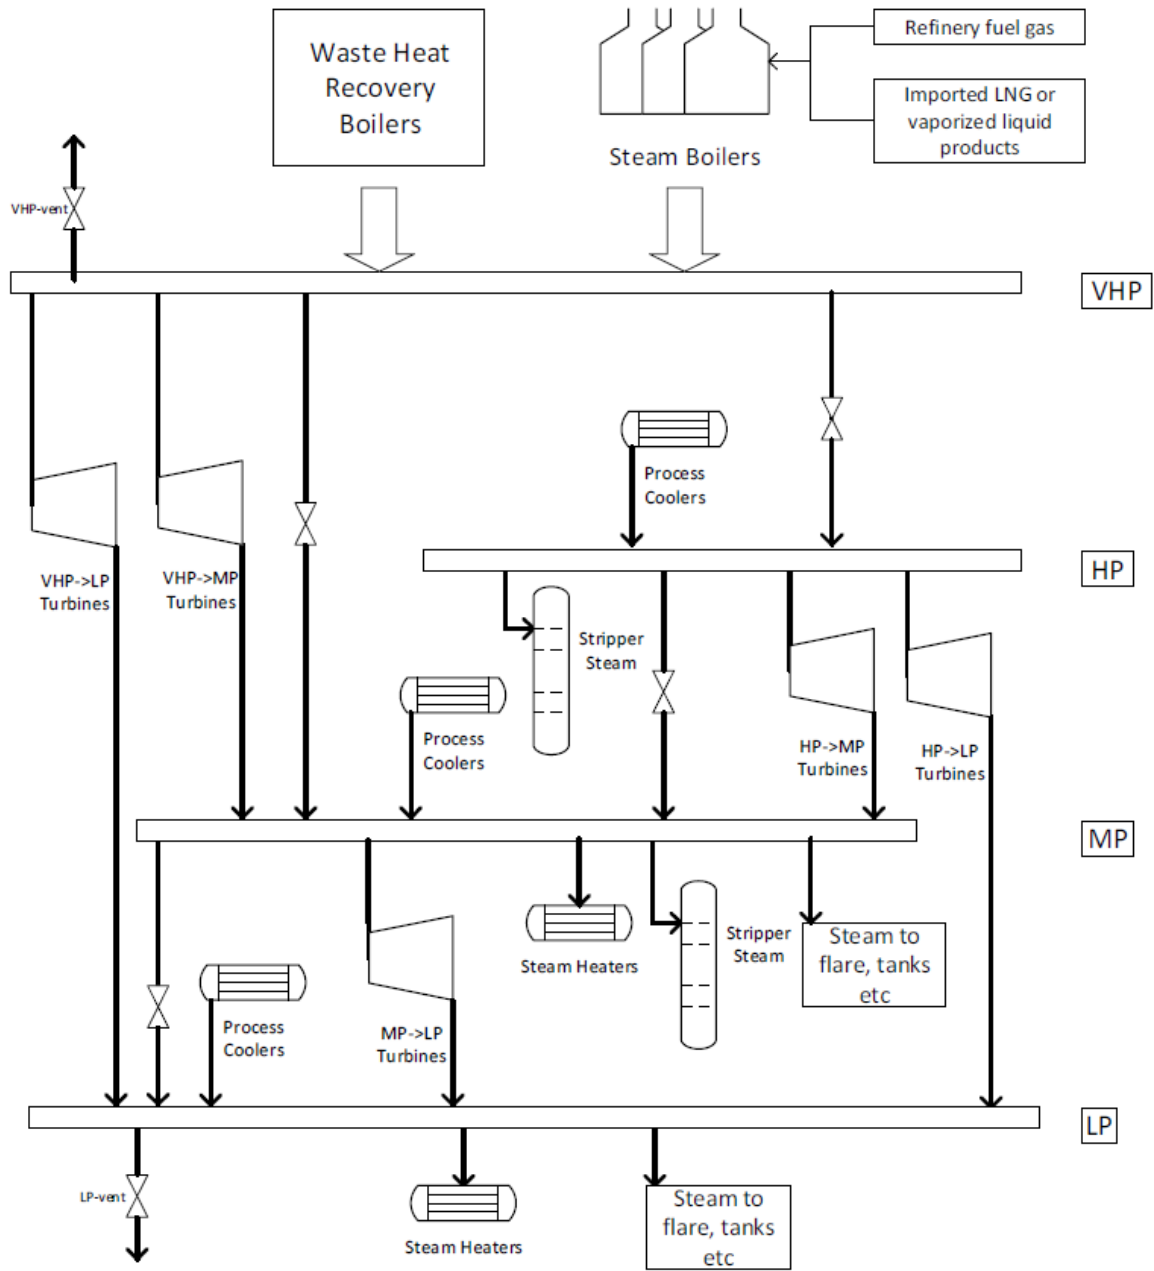 Waste Heat
Recovery
Boilers
Steam Boilers
Refinery fuel gas
Imported LNG or
vaporized liquid
products
VHP-vent
VHP
Process
Coolers
VHP->LP
Turbines
VHP->MP
Turbines
HP
Stripper
Steam
Process
Coolers
HP->MP
Turbines
HP->LP
Turbines
MP
Steam Heaters
Stripper
Steam
Steam to
flare, tanks
etc
Process
Coolers
MP->LP
Turbines
LP
LP-vent
Steam Heaters
Steam to
flare, tanks
etc